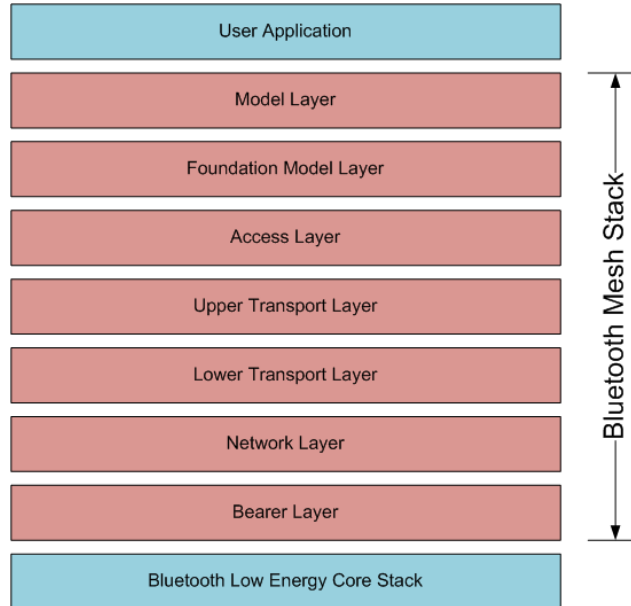 User Application
Model Layer
Foundation Model Layer
Access Layer
Upper Transport Layer
Lower Transport Layer
Network Layer
Bearer Layer
Bluetooth Low Energy Core Stack
Bluetooth Mesh Stack